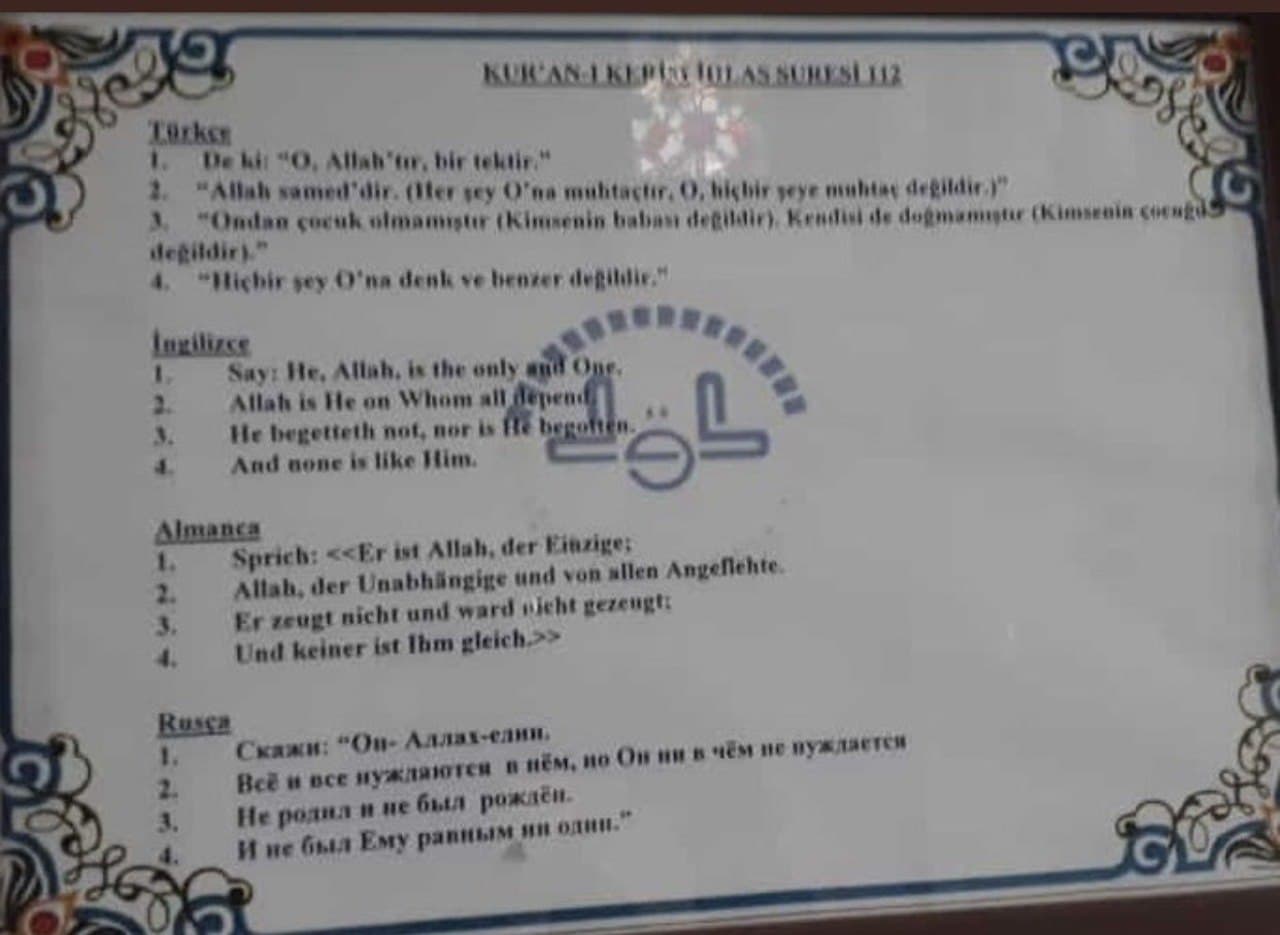 KUR'AN-I KERİM İHLAS SURESİ 112
Türkçe
1. De ki: "O, Allah'tır, bir tektir."
2. "Allah samed'dir. (Her şey O'na muhtaçtır, O, hiçbir şeye muhtaç değildir.)"
3. "Ondan çocuk olmamıştır (Kimsenin babası değildir). Kendisi de doğmamıştır (Kimsenin çocuğu
değildir)."
4. "Hiçbir şey O'na denk ve benzer değildir."
İngilizce
1. Say: He, Allah, is the only and One.
2. Allah is He on Whom all depend.
3. He begetteth not, nor is He begotten.
4. And none is like Him.
Almanca
1. Sprich: <<Er ist Allah, der Einzige;
2. Allah, der Unabhängige und von allen Angeflehte.
3. Er zeugt nicht und ward nicht gezeugt;
4. Und keiner ist Ihm gleich.>>
Rusça
1. Скажи: "Он- Аллах-един.
2. Всё и все нуждаются в нём, но Он ни в чём не нуждается
3. Не родил и не был рождён.
4. И не был Ему равным ни один."